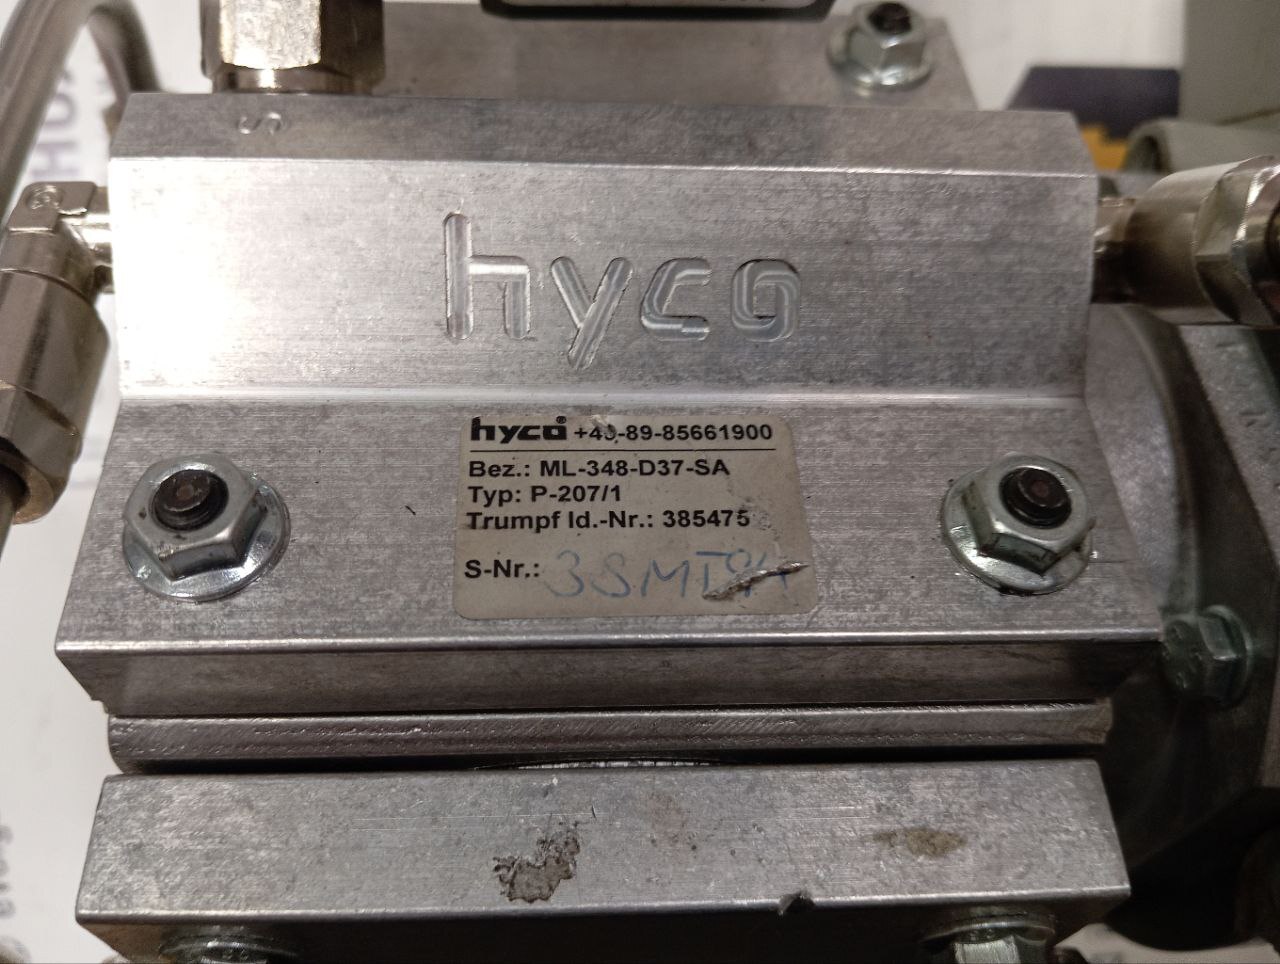 S
hyco
hyco® +49-89-85661900
Bez.: ML-348-D37-SA
Typ: P-207/1
Trumpf Id.-Nr.: 385475
S-Nr.: